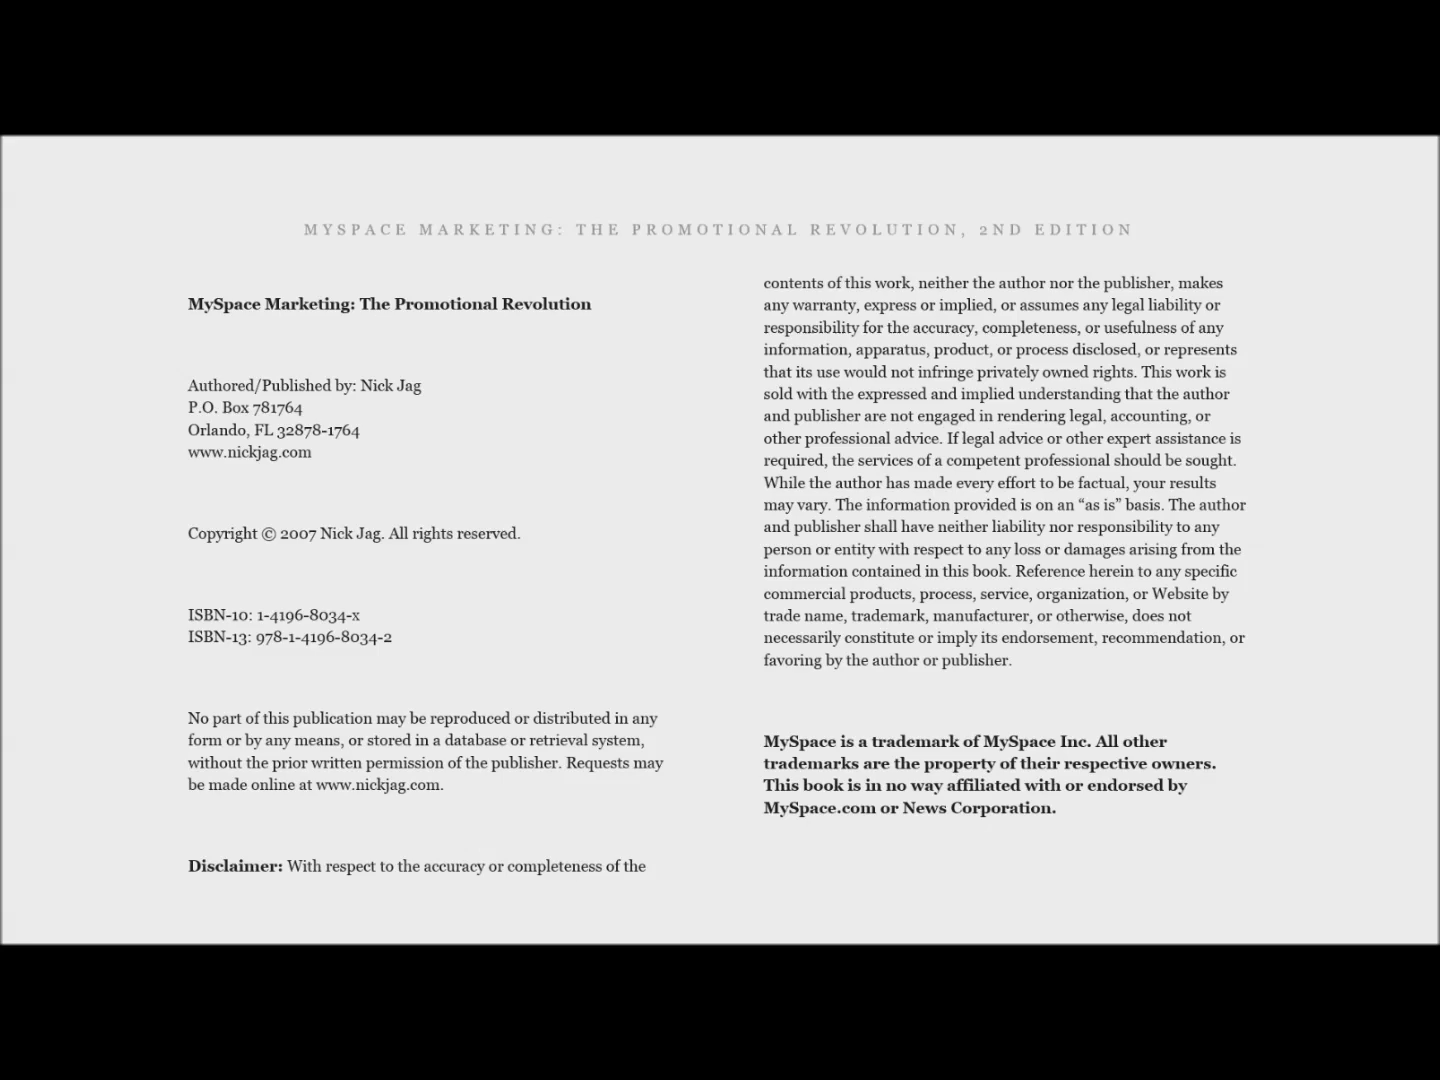 MYSPACE MARKETING: THE PROMOTIONAL REVOLUTION, 2ND EDITION
MySpace Marketing: The Promotional Revolution
Authored/Published by: Nick Jag
P.O. Box 781764
Orlando, FL 32878-1764
www.nickjag.com
Copyright © 2007 Nick Jag. All rights reserved.
ISBN-10: 1-4196-8034-x
ISBN-13: 978-1-4196-8034-2
No part of this publication may be reproduced or distributed in any
form or by any means, or stored in a database or retrieval system,
without the prior written permission of the publisher. Requests may
be made online at www.nickjag.com.
Disclaimer: With respect to the accuracy or completeness of the
contents of this work, neither the author nor the publisher, makes
any warranty, express or implied, or assumes any legal liability or
responsibility for the accuracy, completeness, or usefulness of any
information, apparatus, product, or process disclosed, or represents
that its use would not infringe privately owned rights. This work is
sold with the expressed and implied understanding that the author
and publisher are not engaged in rendering legal, accounting, or
other professional advice. If legal advice or other expert assistance is
required, the services of a competent professional should be sought.
While the author has made every effort to be factual, your results
may vary. The information provided is on an “as is” basis. The author
and publisher shall have neither liability nor responsibility to any
person or entity with respect to any loss or damages arising from the
information contained in this book. Reference herein to any specific
commercial products, process, service, organization, or Website by
trade name, trademark, manufacturer, or otherwise, does not
necessarily constitute or imply its endorsement, recommendation, or
favoring by the author or publisher.
MySpace is a trademark of MySpace Inc. All other
trademarks are the property of their respective owners.
This book is in no way affiliated with or endorsed by
MySpace.com or News Corporation.